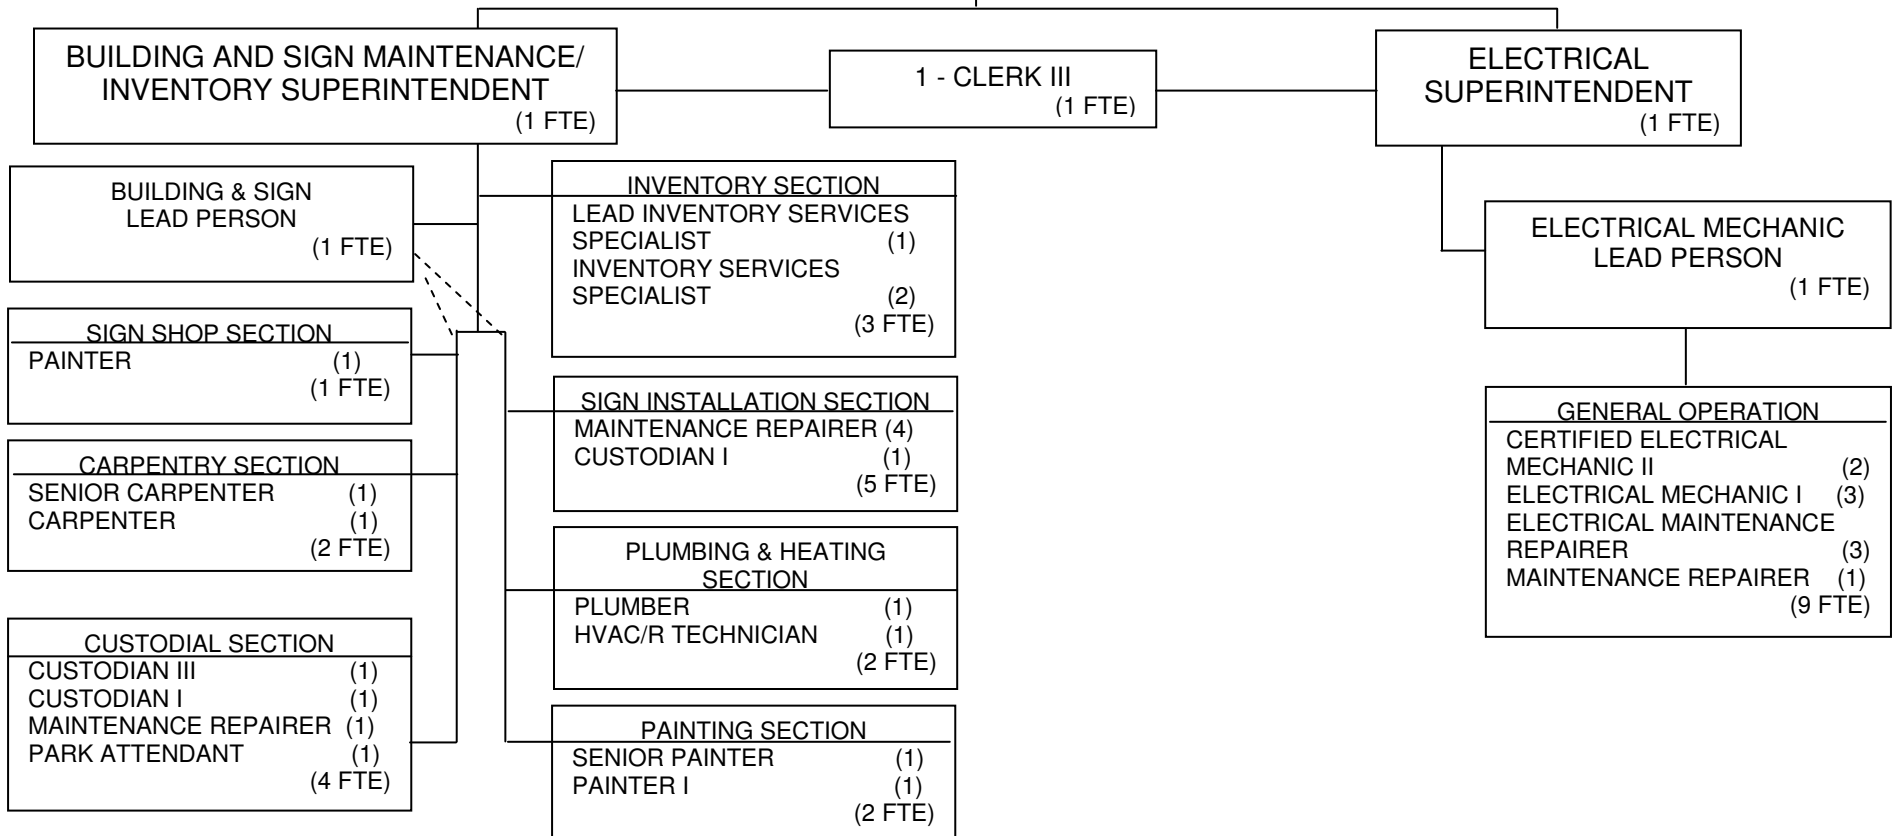 BUILDING AND SIGN MAINTENANCE/
INVENTORY SUPERINTENDENT
(1 FTE)
1 - CLERK III
(1 FTE)
ELECTRICAL
SUPERINTENDENT
(1 FTE)
BUILDING & SIGN
LEAD PERSON
(1 FTE)
INVENTORY SECTION
LEAD INVENTORY SERVICES
SPECIALIST (1)
INVENTORY SERVICES
SPECIALIST (2)
(3 FTE)
ELECTRICAL MECHANIC
LEAD PERSON
(1 FTE)
SIGN SHOP SECTION
PAINTER (1)
(1 FTE)
SIGN INSTALLATION SECTION
MAINTENANCE REPAIRER (4)
CUSTODIAN I (1)
(5 FTE)
GENERAL OPERATION
CERTIFIED ELECTRICAL
MECHANIC II (2)
ELECTRICAL MECHANIC I (3)
ELECTRICAL MAINTENANCE
REPAIRER (3)
MAINTENANCE REPAIRER (1)
(9 FTE)
CARPENTRY SECTION
SENIOR CARPENTER (1)
CARPENTER (1)
(2 FTE)
PLUMBING & HEATING
SECTION
PLUMBER (1)
HVAC/R TECHNICIAN (1)
(2 FTE)
CUSTODIAL SECTION
CUSTODIAN III (1)
CUSTODIAN I (1)
MAINTENANCE REPAIRER (1)
PARK ATTENDANT (1)
(4 FTE)
PAINTING SECTION
SENIOR PAINTER (1)
PAINTER I (1)
(2 FTE)